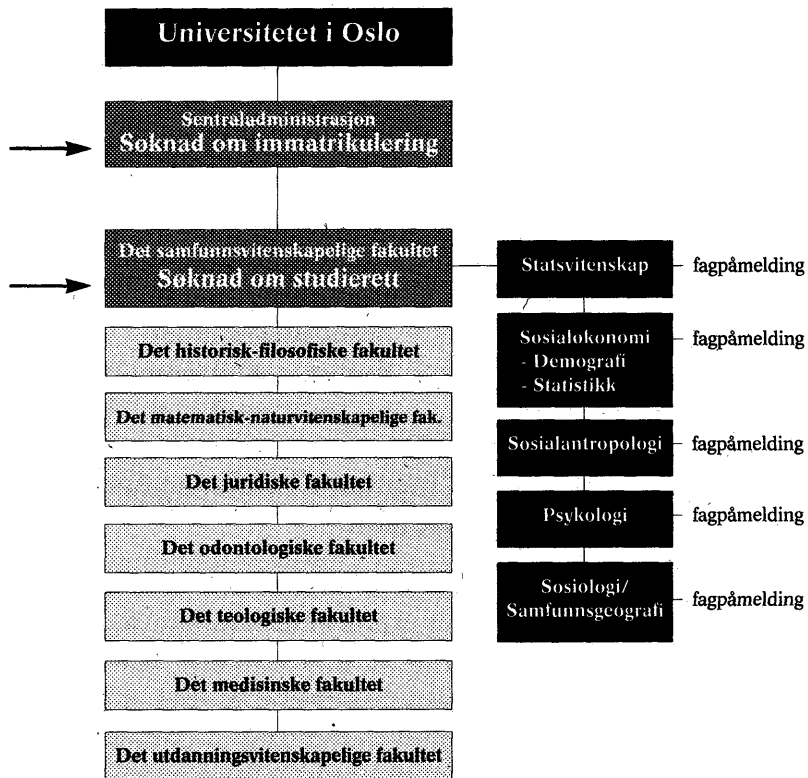 Universitetet i Oslo
Sentraladministrasjon
Søknad om immatrikulering
Det samfunnsvitenskapelige fakultet
Søknad om studierett
Det historisk-filosofiske fakultet
Det matematisk-naturvitenskapelige fak.
Det juridiske fakultet
Det odontologiske fakultet
Det teologiske fakultet
Det medisinske fakultet
Det utdanningsvitenskapelige fakultet
Statsvitenskap
fagpåmelding
Sosialøkonomi
- Demografi
- Statistikk
fagpåmelding
Sosialantropologi
fagpåmelding
Psykologi
fagpåmelding
Sosiologi/
Samfunnsgeografi
fagpåmelding